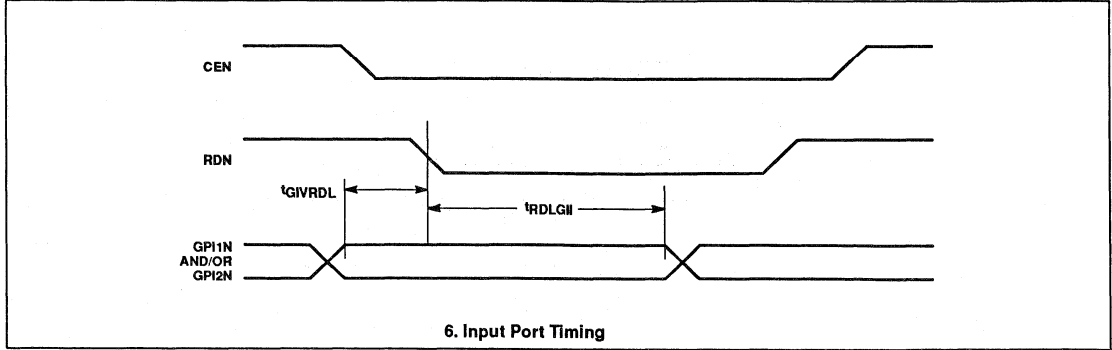 CEN
RDN
tGIVRDL
tRDLGII
GPI1N
AND/OR
GPI2N
6. Input Port Timing